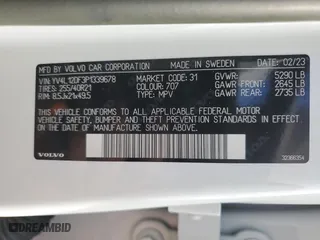 MFD BY: VOLVO CAR CORPORATION MADE IN SWEDEN 02/23
VIN: YV4L12DF3P1339678 MARKET CODE: 31 GVWR: 5290 LB
TIRES: 255/40R21 COLOUR: 707 GAWR FRONT: 2645 LB
RIM: 8.5Jx21x49.5 TYPE: MPV GAWR REAR: 2735 LB
THIS VEHICLE CONFORMS TO ALL APPLICABLE FEDERAL MOTOR
VEHICLE SAFETY, BUMPER AND THEFT PREVENTION STANDARDS IN EFFECT
ON THE DATE OF MANUFACTURE SHOWN ABOVE
VOLVO
32388354
DREAMBID